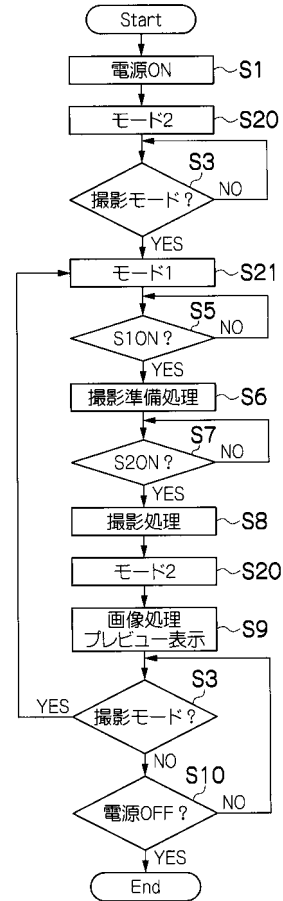 Start
電源ON
S1
モード2
S20
S3
撮影モード?
NO
YES
モード1
S21
S5
S1ON?
NO
YES
撮影準備処理
S6
S7
S2ON?
NO
YES
撮影処理
S8
モード2
S20
画像処理
プレビュー表示
S9
S3
YES
撮影モード?
NO
S10
電源OFF?
NO
YES
End